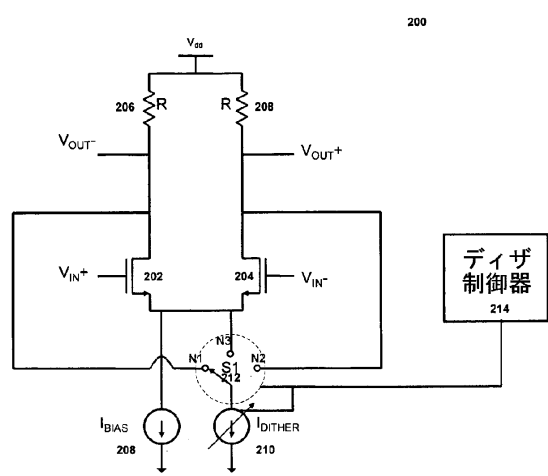 200
Vdd
206 R
R 208
VOUT-
VOUT+
VIN+
202
204
VIN-
ディザ
制御器
214
N3
N1
S1
N2
212
IBIAS
208
IDITHER
210